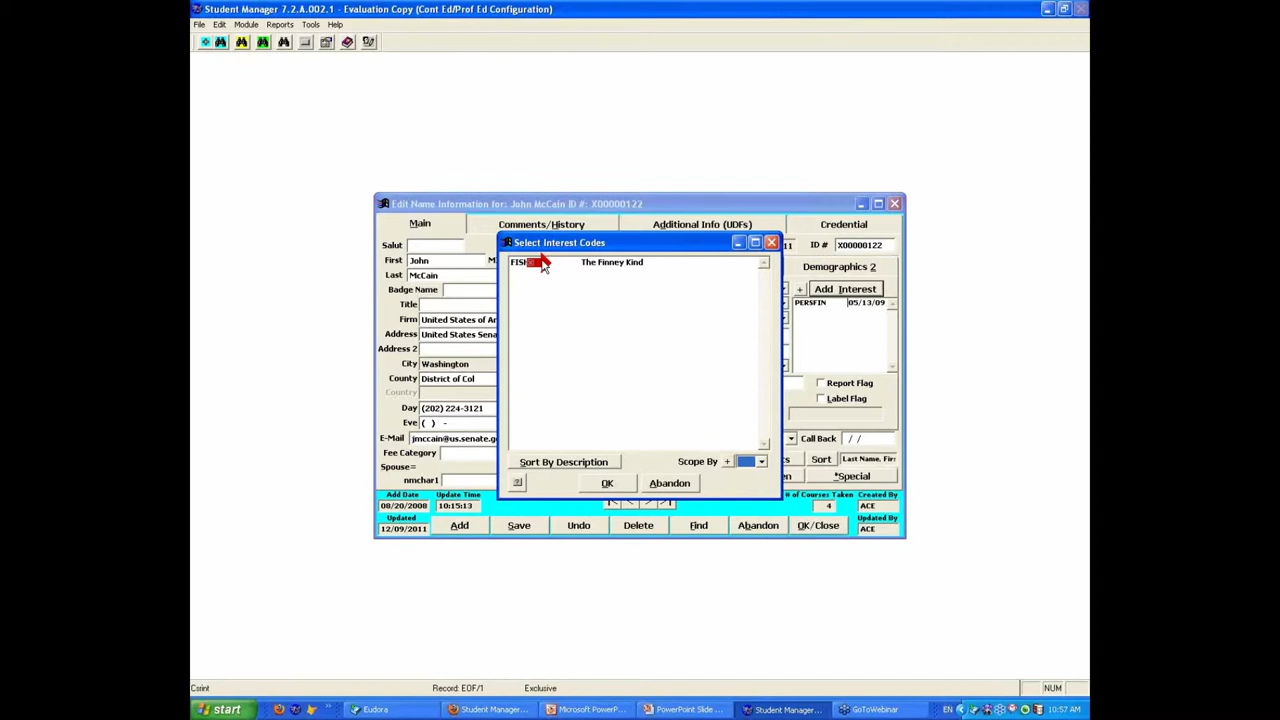 Student Manager 7.2.A.002.1 - Evaluation Copy (Cont Ed/Prof Ed Configuration)
File Edit Module Reports Tools Help
Edit Name Information for: John McCain ID #: X00000122
Main Comments/History Additional Info (UDFs) Credential
Select Interest Codes
Salut
11 ID # X00000122
First John
The Finney Kind
Demographics 2
Last McCain
Badge Name
+ Add Interest
Title
PERSFIN 05/13/09
Firm United States of Am
Address United States Sena
Address 2
City Washington
County District of Col
Report Flag
Country
Label Flag
Day (202) 224-3121
Eve ( ) -
E-Mail jmccain@us.senate.go
Call Back / /
Fee Category
Sort By Description Scope By +
Sort Last Name, Firs
Spouse=
nmchar1
OK Abandon
*Special
Add Date Update Time
# of Courses Taken Created By
08/20/2008 10:15:13 4 ACE
Updated
Updated By
12/09/2011 Add Save Undo Delete Find Abandon OK/Close ACE
Csrint Record: EOF/1 Exclusive NUM
start Eudora Student Manager... Microsoft PowerP... PowerPoint Slide ... Student Manager... GoToWebinar EN 10:57 AM